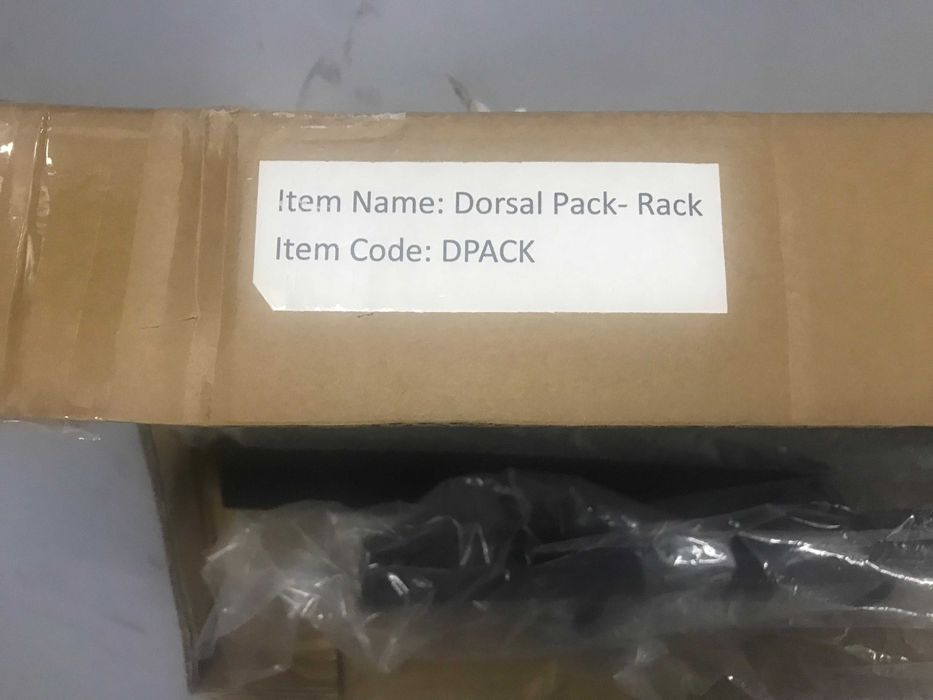 Item Name: Dorsal Pack- Rack
Item Code: DPACK